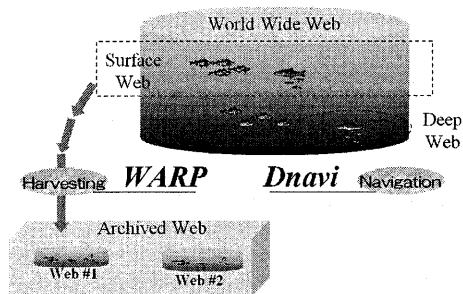 World Wide Web
Surface
Web
Deep
Web
Harvesting WARP Dnavi Navigation
Archived Web
Web #1 Web #2